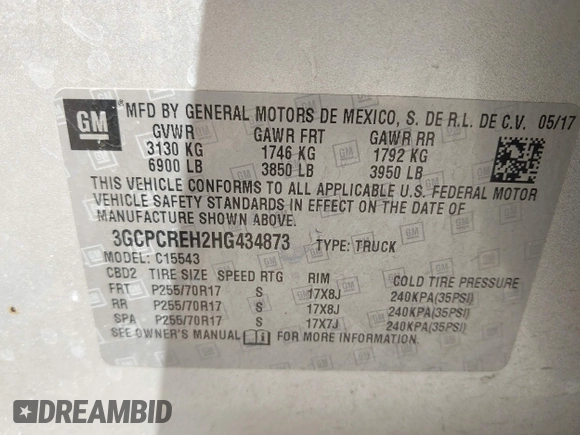 GM MFD BY GENERAL MOTORS DE MEXICO, S. DE R.L. DE C.V. 05/17
GVWR GAWR FRT GAWR RR
3130 KG 1746 KG 1792 KG
6900 LB 3850 LB 3950 LB
THIS VEHICLE CONFORMS TO ALL APPLICABLE U.S. FEDERAL MOTOR
VEHICLE SAFETY STANDARDS IN EFFECT ON THE DATE OF
MANUFACTURE SHOWN ABOVE.
3GCPCREH2HG434873 TYPE: TRUCK
MODEL: C15543
CBD2 TIRE SIZE SPEED RTG RIM COLD TIRE PRESSURE
FRT P255/70R17 S 17X8J 240KPA(35PSI)
RR P255/70R17 S 17X8J 240KPA(35PSI)
SPA P255/70R17 S 17X7J 240KPA(35PSI)
SEE OWNER'S MANUAL FOR MORE INFORMATION.
DREAMBID